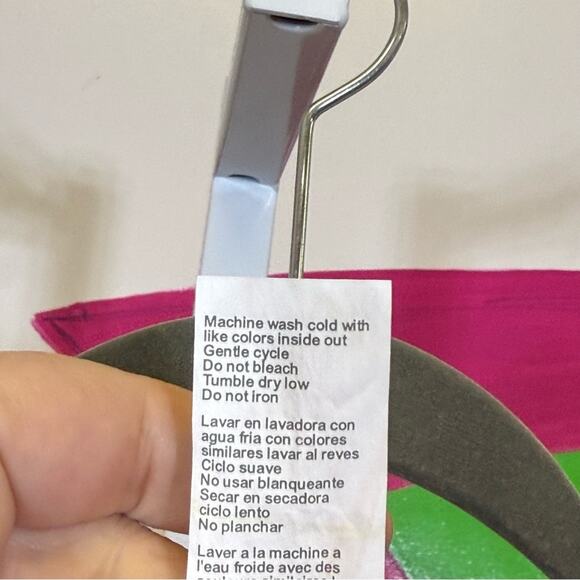 Machine wash cold with
like colors inside out
Gentle cycle
Do not bleach
Tumble dry low
Do not iron
Lavar en lavadora con
agua fria con colores
similares lavar al reves
Ciclo suave
No usar blanqueante
Secar en secadora
ciclo lento
No planchar
Laver a la machine a
l'eau froide avec des